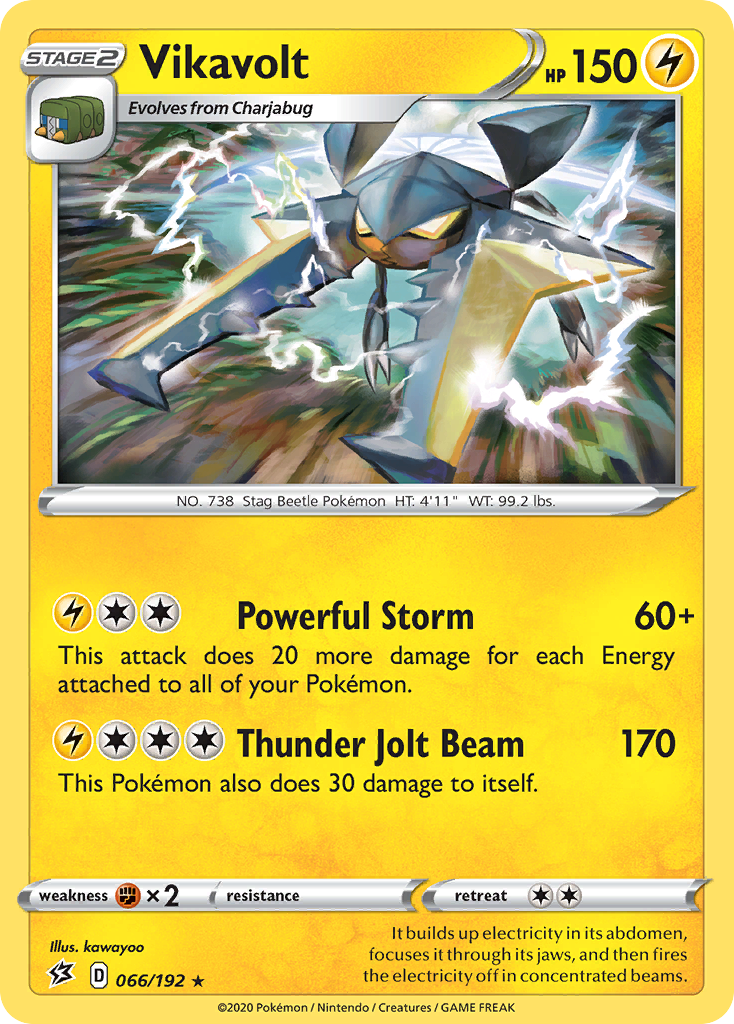 STAGE 2
Vikavolt
HP 150
Evolves from Charjabug
NO. 738 Stag Beetle Pokémon HT: 4'11" WT: 99.2 lbs.
Powerful Storm 60+
This attack does 20 more damage for each Energy
attached to all of your Pokémon.
Thunder Jolt Beam 170
This Pokémon also does 30 damage to itself.
weakness ×2 resistance retreat
Illus. kawayoo
It builds up electricity in its abdomen,
focuses it through its jaws, and then fires
the electricity off in concentrated beams.
D 066/192 ★
©2020 Pokémon / Nintendo / Creatures / GAME FREAK